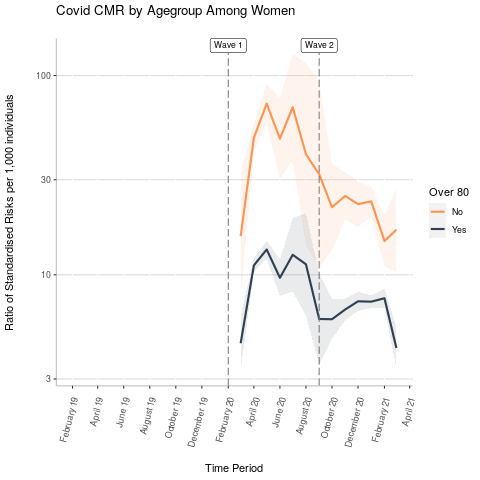 Covid CMR by Agegroup Among Women
Ratio of Standardised Risks per 1,000 individuals
100
30
10
3
Wave 1
Wave 2
February 19
April 19
June 19
August 19
October 19
December 19
February 20
April 20
June 20
August 20
October 20
December 20
February 21
April 21
Time Period
Over 80
No
Yes